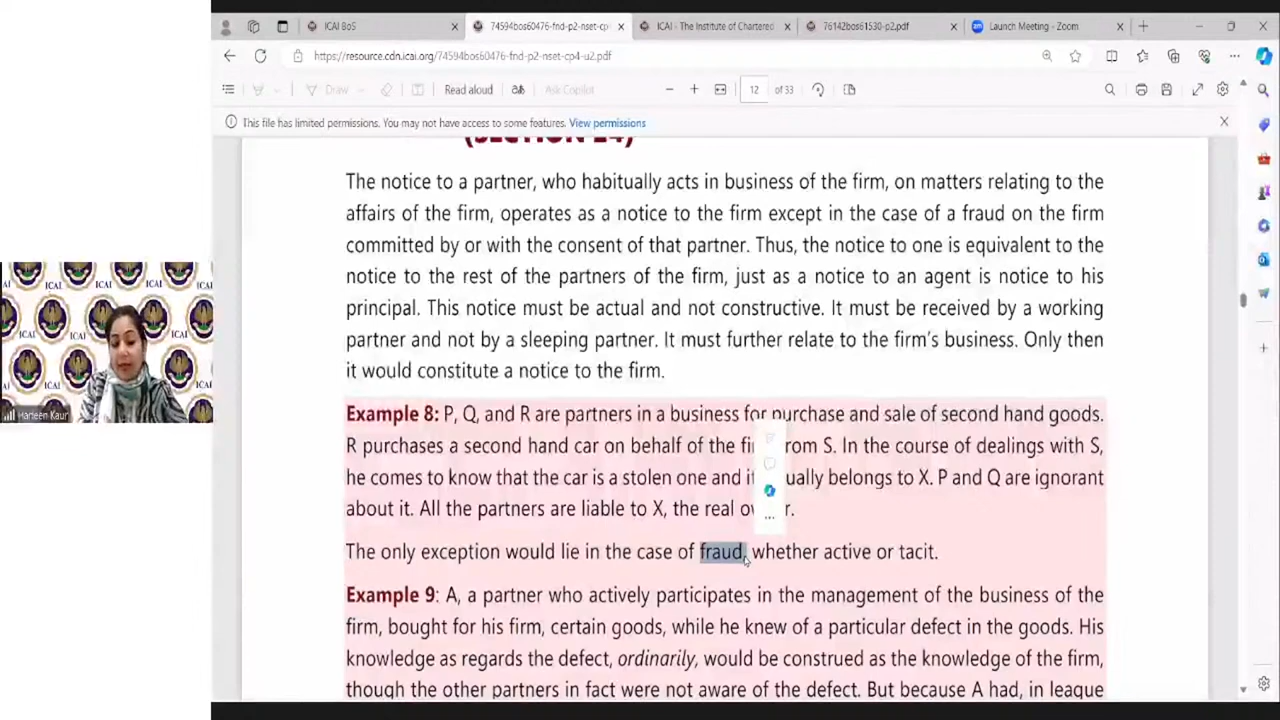 ICAI BoS
74594bos60476-fnd-p2-nset-cp
ICAI - The Institute of Chartered
76142bos61530-p2.pdf
Launch Meeting - Zoom
https://resource.cdn.icai.org/74594bos60476-fnd-p2-nset-cp4-u2.pdf
Draw
Read aloud
Ask Copilot
12 of 33
This file has limited permissions. You may not have access to some features. View permissions
(SECTION 24)
The notice to a partner, who habitually acts in business of the firm, on matters relating to the
affairs of the firm, operates as a notice to the firm except in the case of a fraud on the firm
committed by or with the consent of that partner. Thus, the notice to one is equivalent to the
notice to the rest of the partners of the firm, just as a notice to an agent is notice to his
principal. This notice must be actual and not constructive. It must be received by a working
partner and not by a sleeping partner. It must further relate to the firm's business. Only then
it would constitute a notice to the firm.
Example 8: P, Q, and R are partners in a business for purchase and sale of second hand goods.
R purchases a second hand car on behalf of the from S. In the course of dealings with S,
he comes to know that the car is a stolen one and belongs to X. P and Q are ignorant
about it. All the partners are liable to X, the real
The only exception would lie in the case of fraud, whether active or tacit.
Example 9: A, a partner who actively participates in the management of the business of the
firm, bought for his firm, certain goods, while he knew of a particular defect in the goods. His
knowledge as regards the defect, ordinarily, would be construed as the knowledge of the firm,
though the other partners in fact were not aware of the defect. But because A had, in league
ICAI
ICAI
ICAI
ICAI
Harleen Kaur